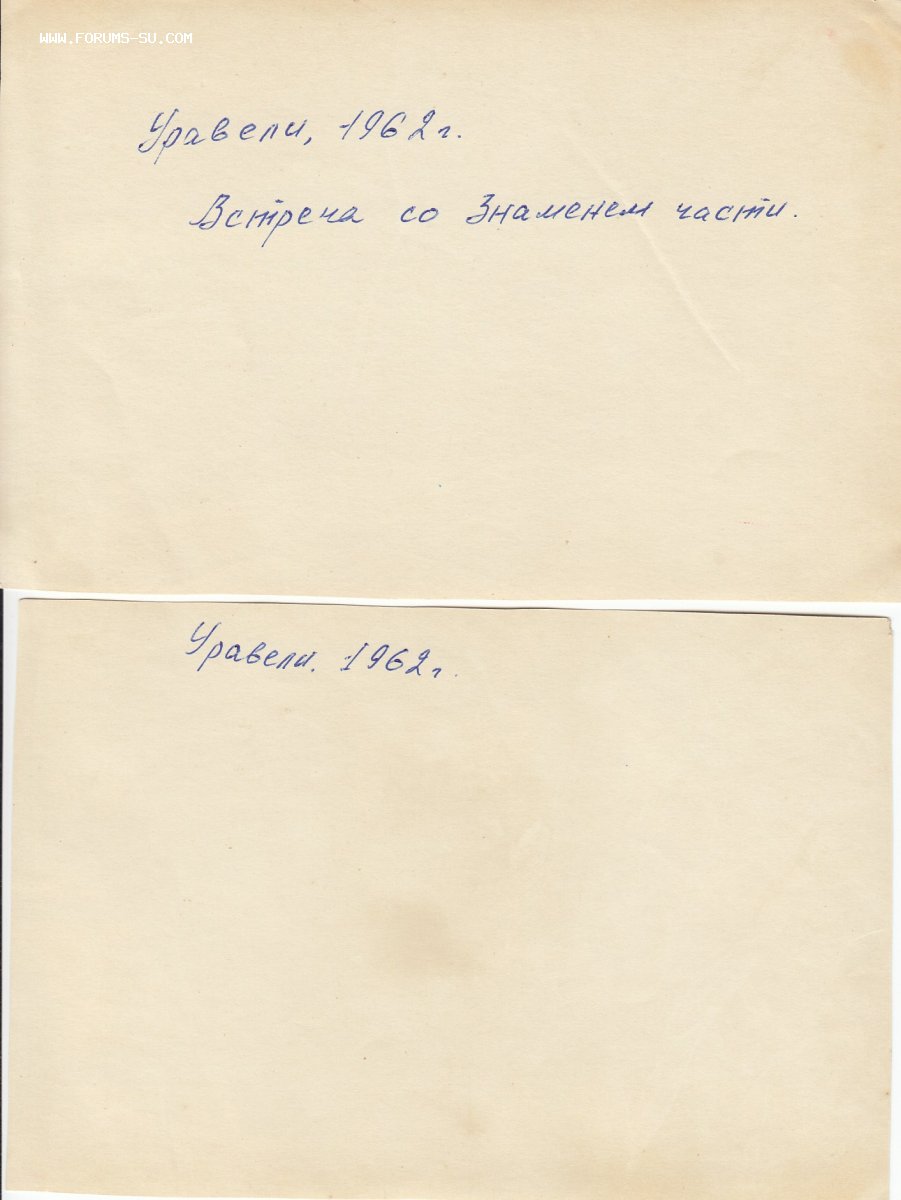 WWW.FORUMS-SU.COM
Уравели, 1962г.
Встреча со Знаменем части.
Уравели. 1962г.